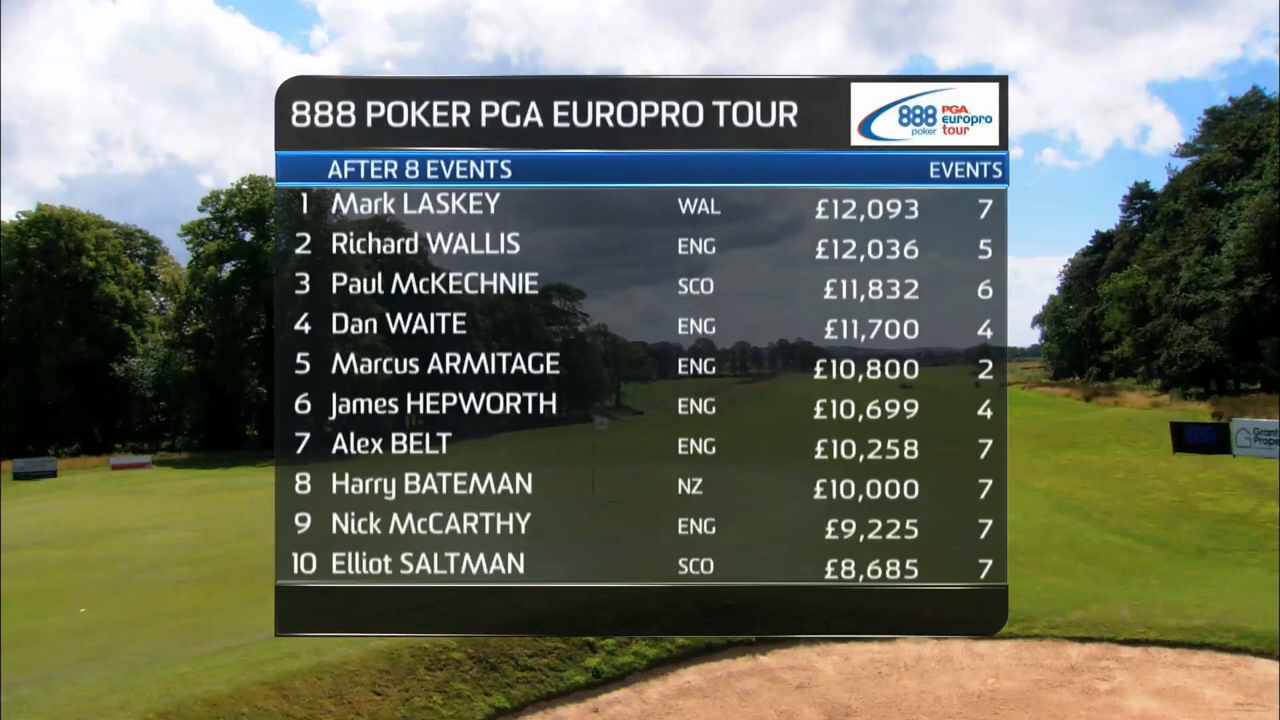 888 POKER PGA EUROPRO TOUR
888 poker PGA europro tour
AFTER 8 EVENTS EVENTS
1 Mark LASKEY WAL £12,093 7
2 Richard WALLIS ENG £12,036 5
3 Paul McKECHNIE SCO £11,832 6
4 Dan WAITE ENG £11,700 4
5 Marcus ARMITAGE ENG £10,800 2
6 James HEPWORTH ENG £10,699 4
7 Alex BELT ENG £10,258 7
8 Harry BATEMAN NZ £10,000 7
9 Nick McCARTHY ENG £9,225 7
10 Elliot SALTMAN SCO £8,685 7
888
Grant